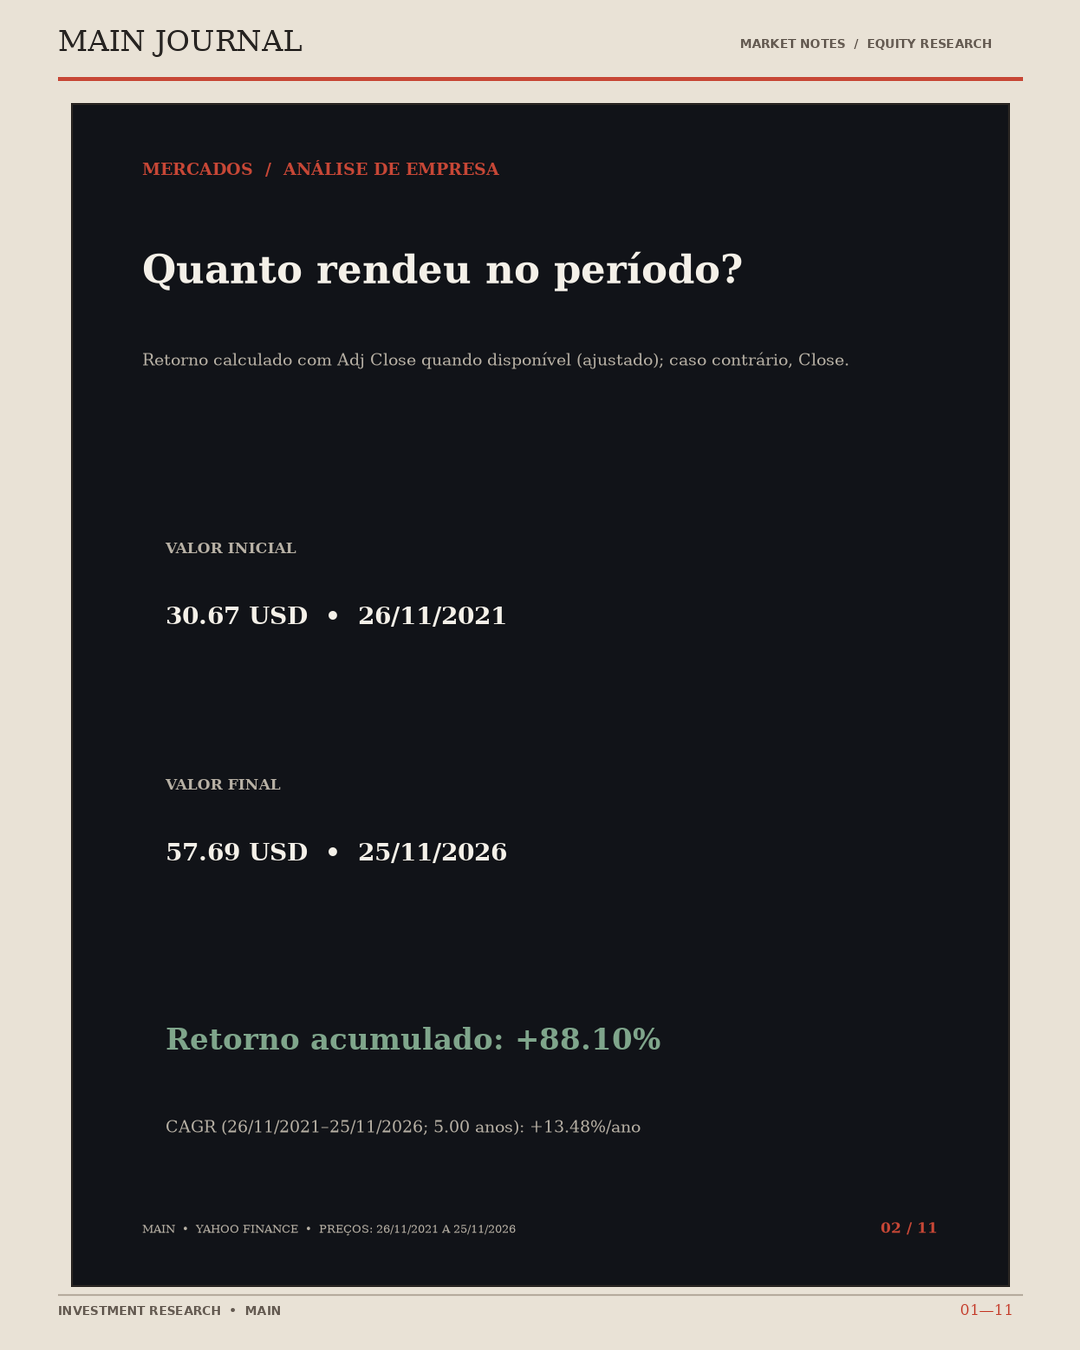 MAIN JOURNAL
MARKET NOTES / EQUITY RESEARCH
MERCADOS / ANÁLISE DE EMPRESA
Quanto rendeu no período?
Retorno calculado com Adj Close quando disponível (ajustado); caso contrário, Close.
VALOR INICIAL
30.67 USD • 26/11/2021
VALOR FINAL
57.69 USD • 25/11/2026
Retorno acumulado: +88.10%
CAGR (26/11/2021–25/11/2026; 5.00 anos): +13.48%/ano
MAIN • YAHOO FINANCE • PREÇOS: 26/11/2021 A 25/11/2026
02 / 11
INVESTMENT RESEARCH • MAIN
01—11